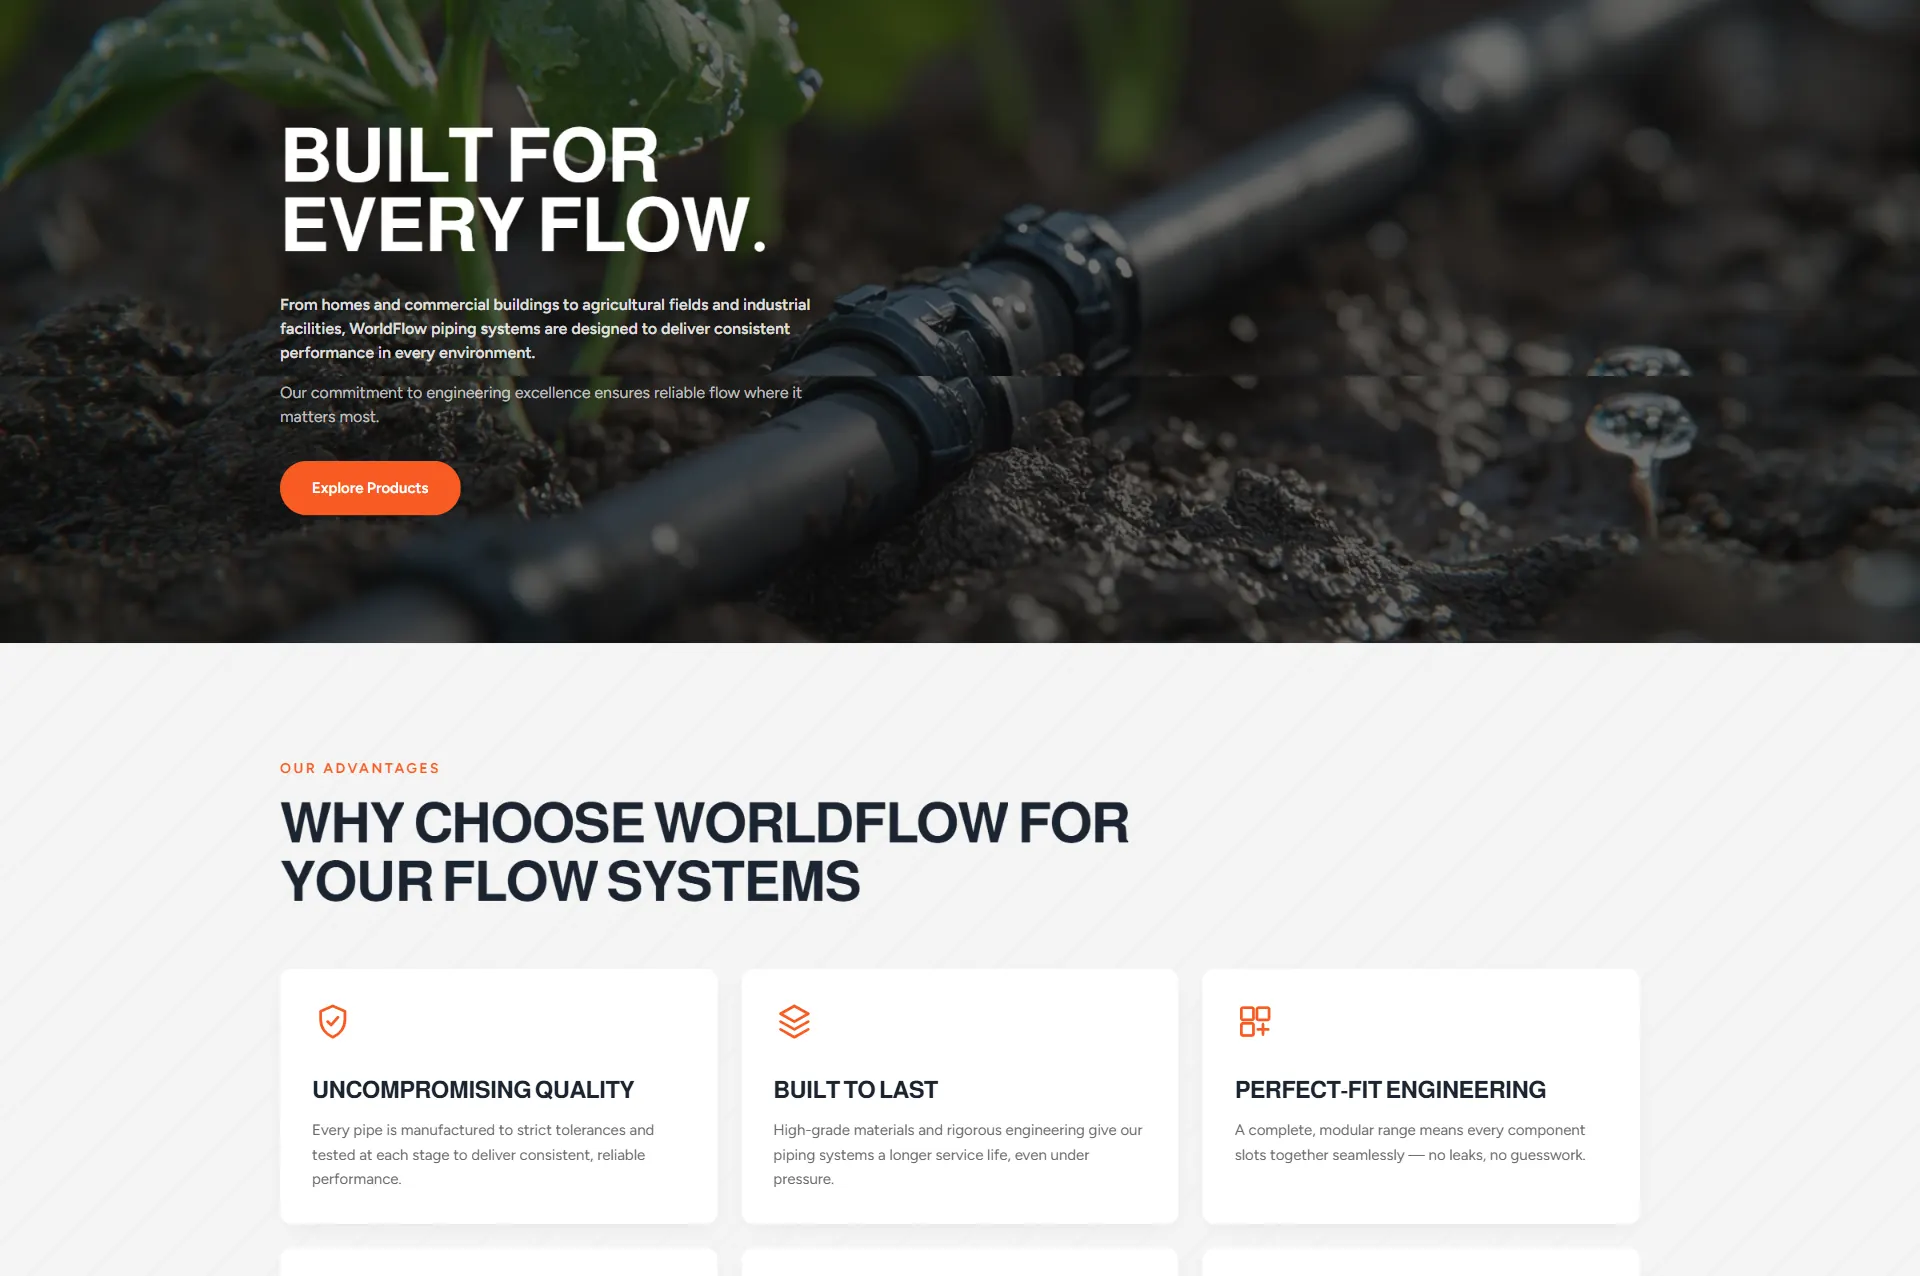 BUILT FOR
EVERY FLOW.
From homes and commercial buildings to agricultural fields and industrial
facilities, WorldFlow piping systems are designed to deliver consistent
performance in every environment.
Our commitment to engineering excellence ensures reliable flow where it
matters most.
Explore Products
OUR ADVANTAGES
WHY CHOOSE WORLDFLOW FOR
YOUR FLOW SYSTEMS
UNCOMPROMISING QUALITY
Every pipe is manufactured to strict tolerances and
tested at each stage to deliver consistent, reliable
performance.
BUILT TO LAST
High-grade materials and rigorous engineering give our
piping systems a longer service life, even under
pressure.
PERFECT-FIT ENGINEERING
A complete, modular range means every component
slots together seamlessly — no leaks, no guesswork.